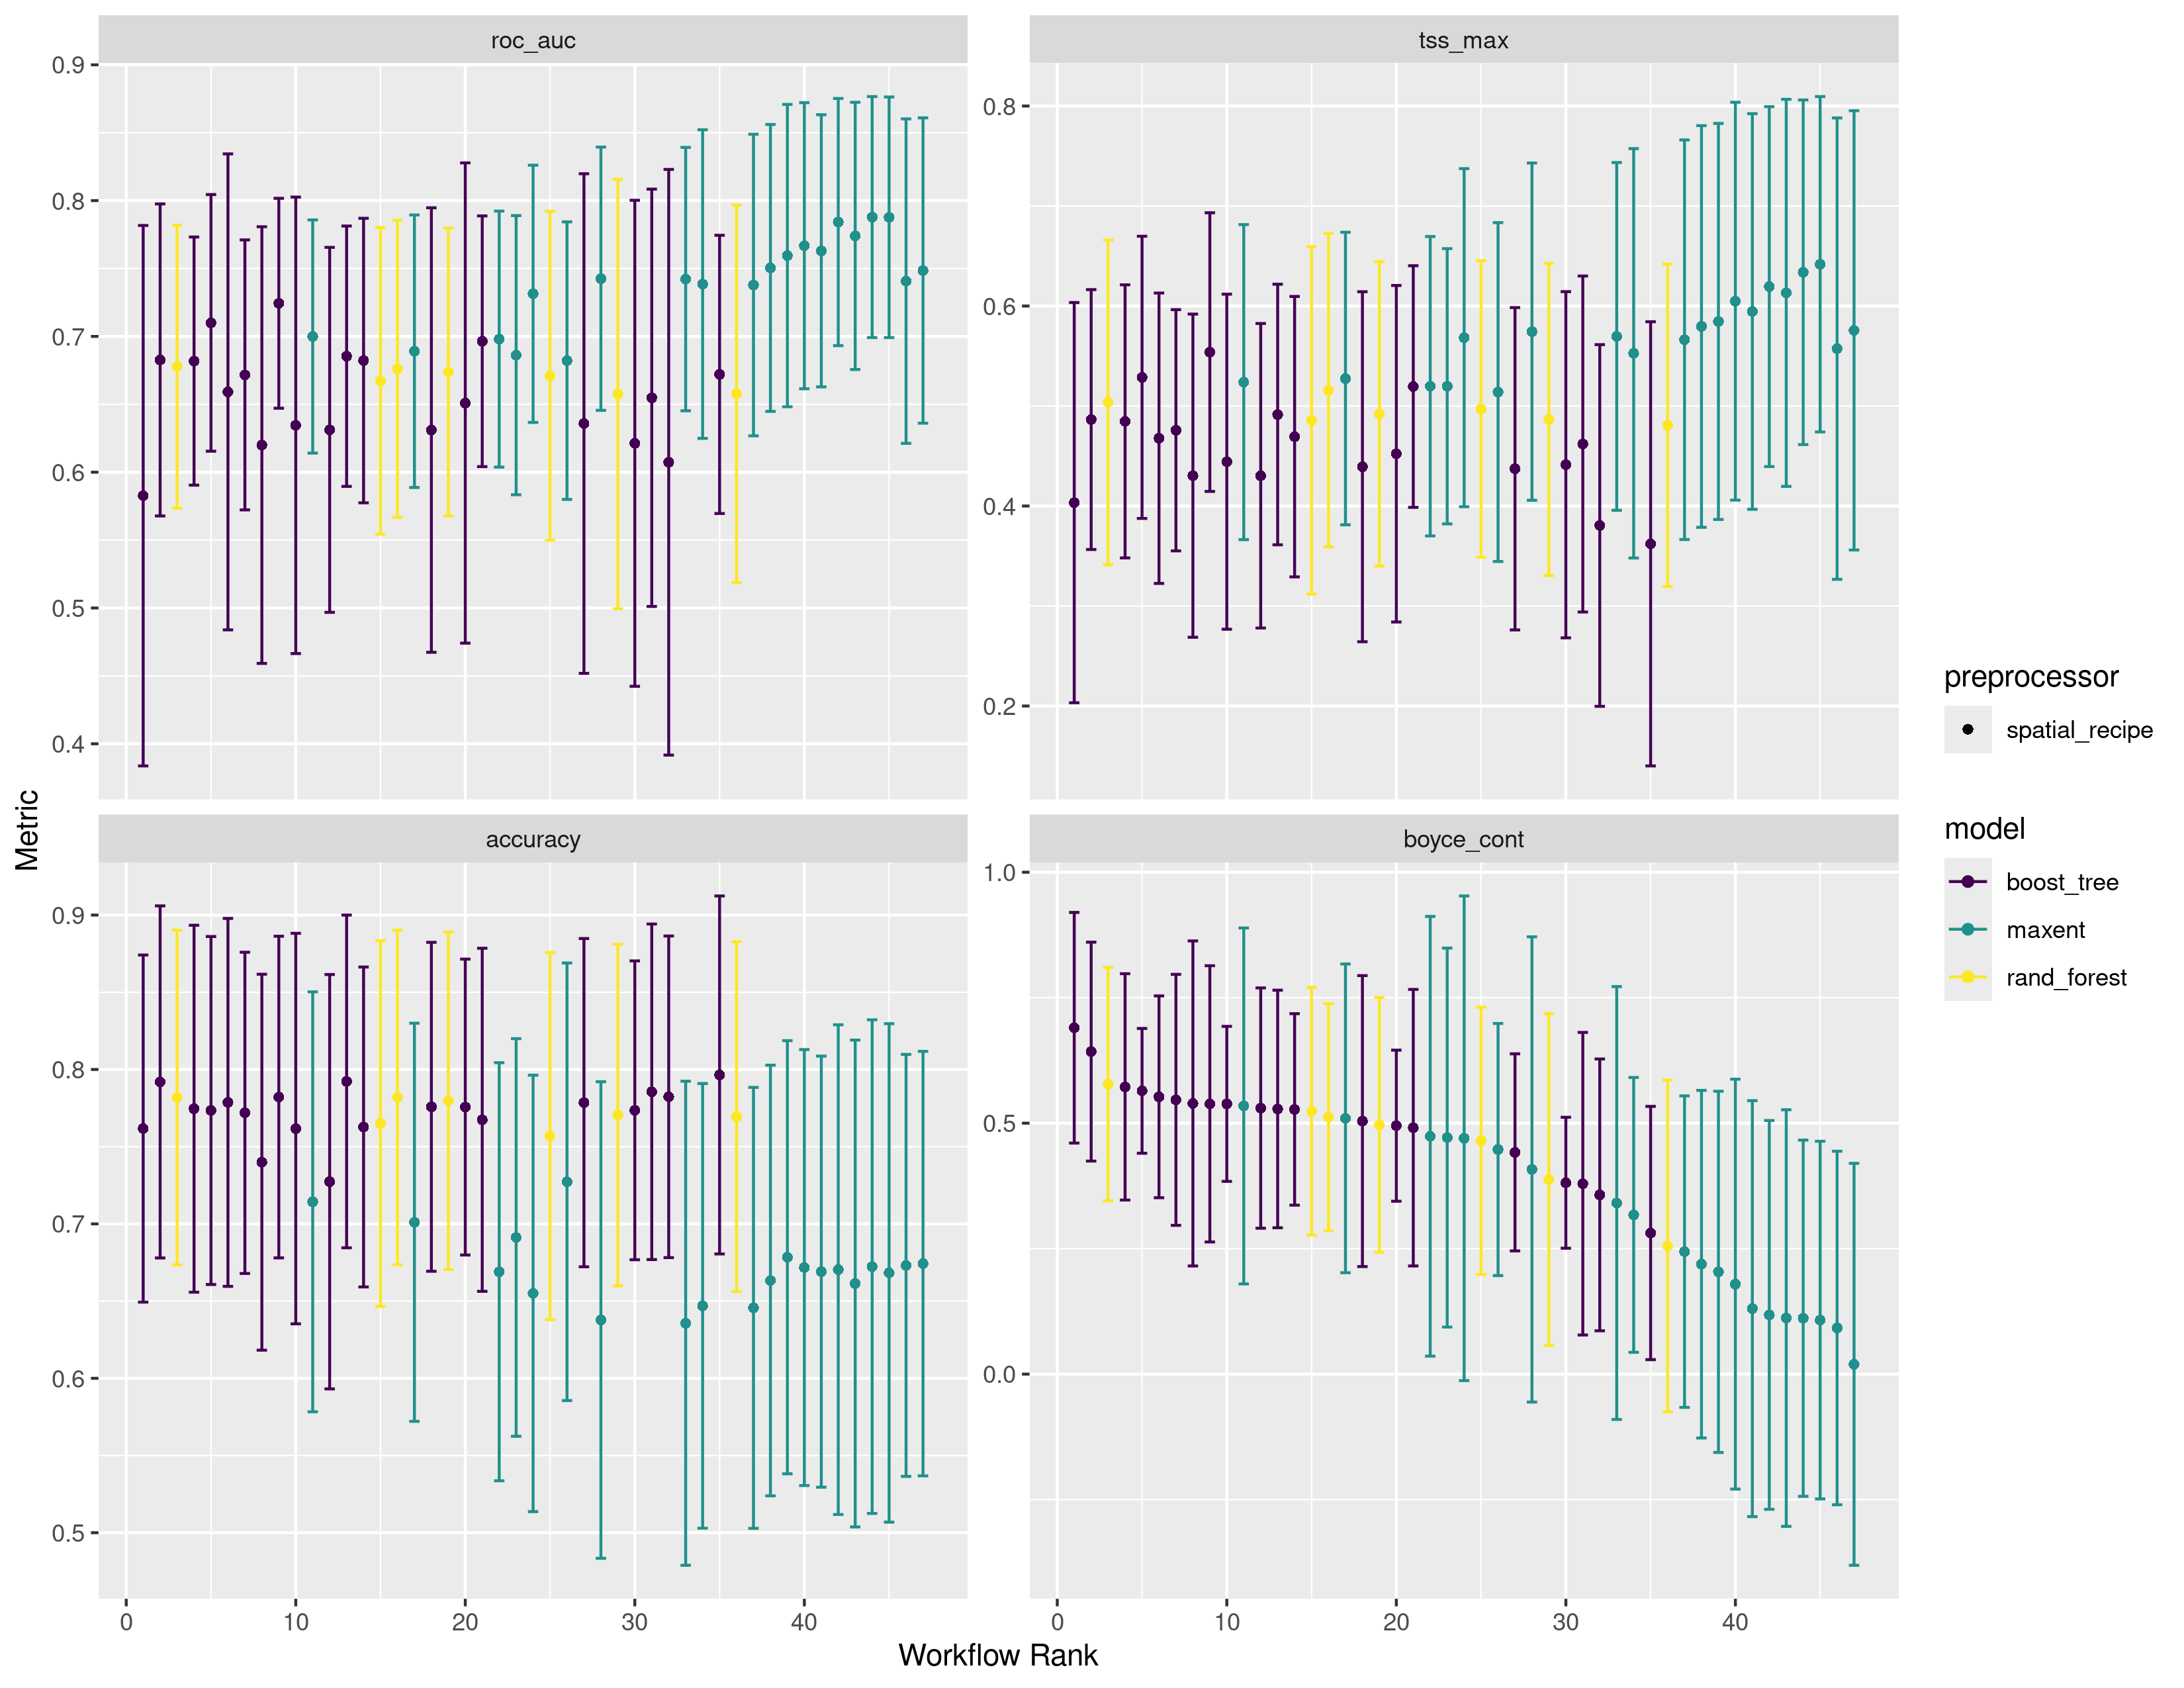 roc_auc
tss_max
0.9
0.8
0.7
0.6
0.5
0.4
0.8
0.6
0.4
0.2
Metric
accuracy
boyce_cont
0.9
0.8
0.7
0.6
0.5
1.0
0.5
0.0
0 10 20 30 40
0 10 20 30 40
Workflow Rank
preprocessor
spatial_recipe
model
boost_tree
maxent
rand_forest